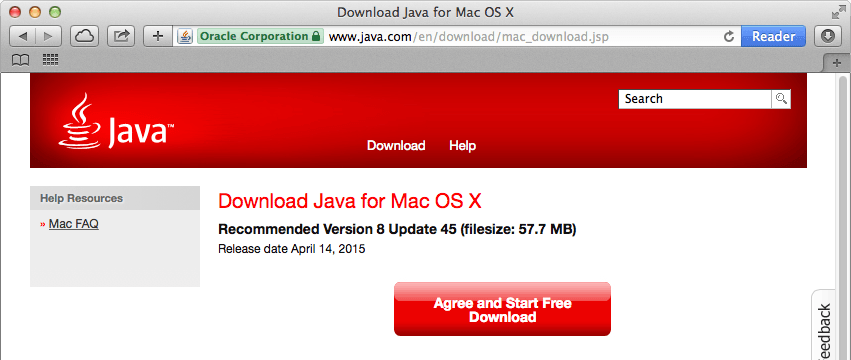 Download Java for Mac OS X
Oracle Corporation www.java.com/en/download/mac_download.jsp Reader
Search
Java™
Download Help
Help Resources
» Mac FAQ
Download Java for Mac OS X
Recommended Version 8 Update 45 (filesize: 57.7 MB)
Release date April 14, 2015
Agree and Start Free
Download